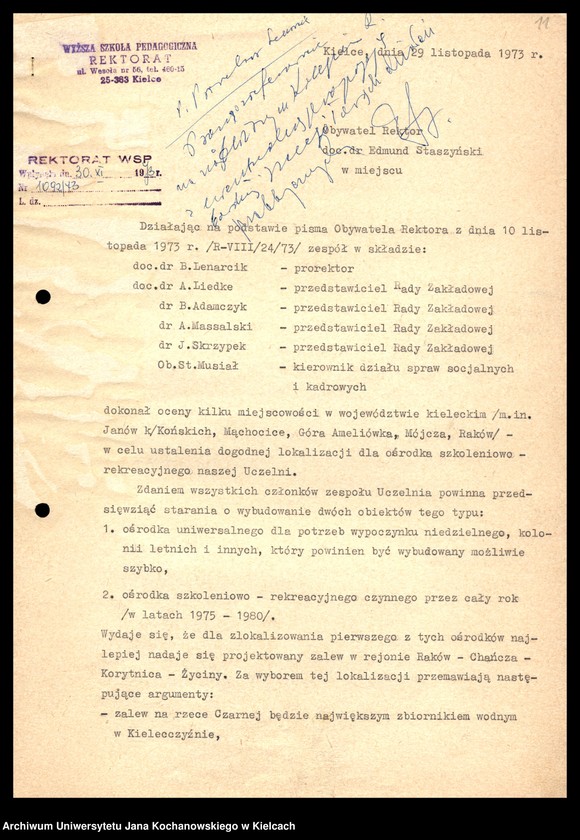 11
WYŻSZA SZKOŁA PEDAGOGICZNA
REKTORAT
ul. Wesoła nr 56, tel. 460-15
25-363 Kielce
Kielce, dnia 29 listopada 1973 r.
Obywatel Rektor
doc.dr Edmund Staszyński
w miejscu
REKTORAT WSP
dn. 30. XI 1973 r.
Nr 1092/73
L. dz.
Działając na podstawie pisma Obywatela Rektora z dnia 10 lis-
topada 1973 r. /R-VIII/24/73/ zespół w składzie:
doc.dr B.Lenarcik - prorektor
doc.dr A.Liedke - przedstawiciel Rady Zakładowej
dr B.Adamczyk - przedstawiciel Rady Zakładowej
dr A.Massalski - przedstawiciel Rady Zakładowej
dr J.Skrzypek - przedstawiciel Rady Zakładowej
Ob.St.Musiał - kierownik działu spraw socjalnych
i kadrowych
dokonał oceny kilku miejscowości w województwie kieleckim /m.in.
Janów k/Końskich, Mąchocice, Góra Ameliówka, Mójcza, Raków/ -
w celu ustalenia dogodnej lokalizacji dla ośrodka szkoleniowo -
rekreacyjnego naszej Uczelni.
Zdaniem wszystkich członków zespołu Uczelnia powinna przed-
sięwziąć starania o wybudowanie dwóch obiektów tego typu:
1. ośrodka uniwersalnego dla potrzeb wypoczynku niedzielnego, kolo-
nii letnich i innych, który powinien być wybudowany możliwie
szybko,
2. ośrodka szkoleniowo - rekreacyjnego czynnego przez cały rok
/w latach 1975 - 1980/.
Wydaje się, że dla zlokalizowania pierwszego z tych ośrodków naj-
lepiej nadaje się projektowany zalew w rejonie Raków - Chańcza -
Korytnica - Życiny. Za wyborem tej lokalizacji przemawiają nastę-
pujące argumenty:
- zalew na rzece Czarnej będzie największym zbiornikiem wodnym
w Kielecczyźnie,
Archiwum Uniwersytetu Jana Kochanowskiego w Kielcach